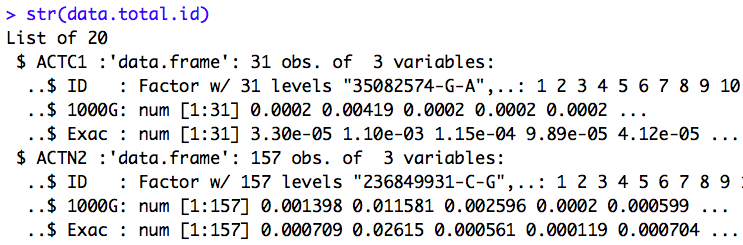 > str(data.total.id)
List of 20
 $ ACTC1 :'data.frame': 31 obs. of  3 variables:
  ..$ ID   : Factor w/ 31 levels "35082574-G-A",..: 1 2 3 4 5 6 7 8 9 10
  ..$ 1000G: num [1:31] 0.0002 0.00419 0.0002 0.0002 0.0002 ...
  ..$ Exac : num [1:31] 3.30e-05 1.10e-03 1.15e-04 9.89e-05 4.12e-05 ...
 $ ACTN2 :'data.frame': 157 obs. of  3 variables:
  ..$ ID   : Factor w/ 157 levels "236849931-C-G",..: 1 2 3 4 5 6 7 8 9
  ..$ 1000G: num [1:157] 0.001398 0.011581 0.002596 0.0002 0.000599 ...
  ..$ Exac : num [1:157] 0.000709 0.02615 0.000561 0.000119 0.000704 ...